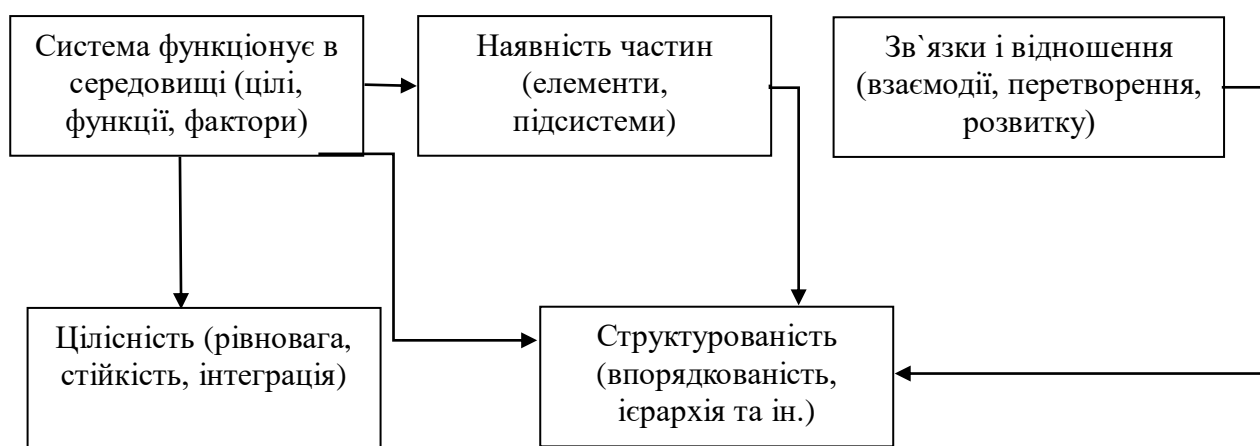 Система функціонує в
середовищі (цілі,
функції, фактори)
Наявність частин
(елементи,
підсистеми)
Зв`язки і відношення
(взаємодії, перетворення,
розвитку)
Цілісність (рівновага,
стійкість, інтеграція)
Структурованість
(впорядкованість,
ієрархія та ін.)